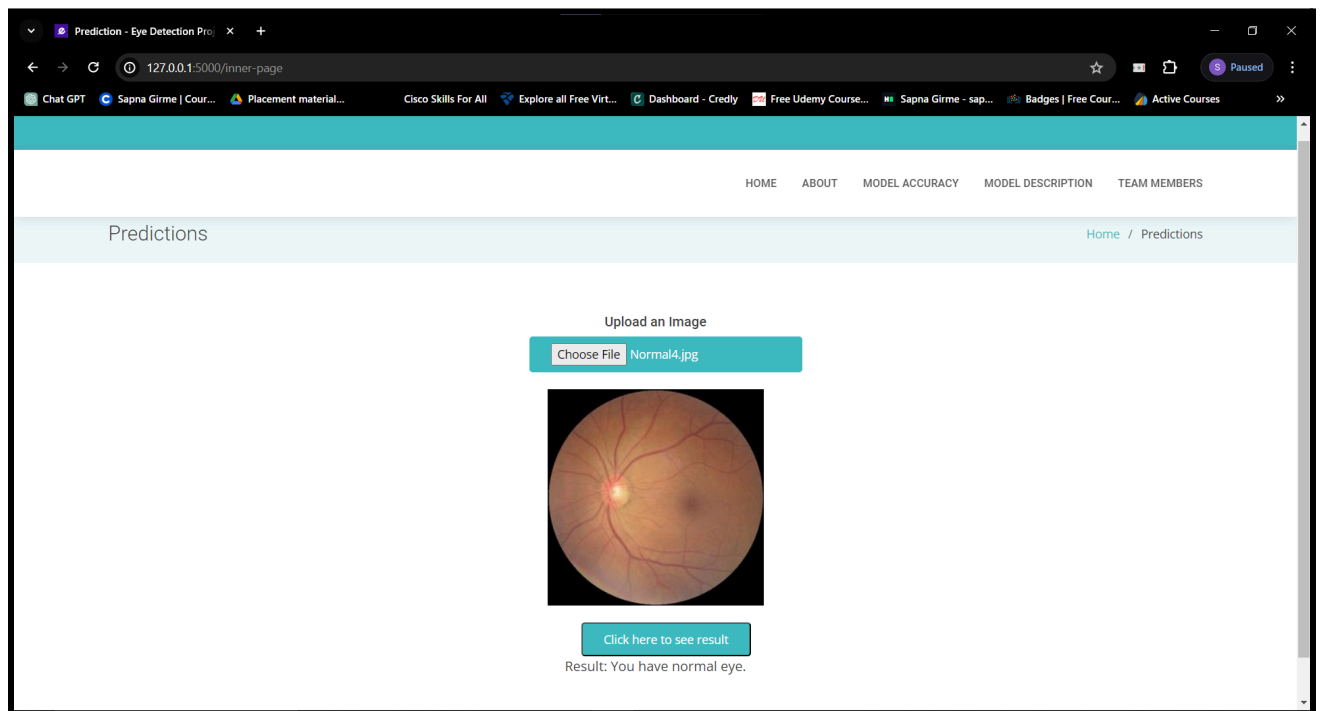 Prediction - Eye Detection Proj
127.0.0.1:5000/inner-page
S Paused
Chat GPT Sapna Girme | Cour... Placement material... Cisco Skills For All Explore all Free Virt... Dashboard - Credly Free Udemy Course... Sapna Girme - sap... Badges | Free Cour... Active Courses »
HOME ABOUT MODEL ACCURACY MODEL DESCRIPTION TEAM MEMBERS
Predictions Home / Predictions
Upload an Image
Choose File Normal4.jpg
Click here to see result
Result: You have normal eye.